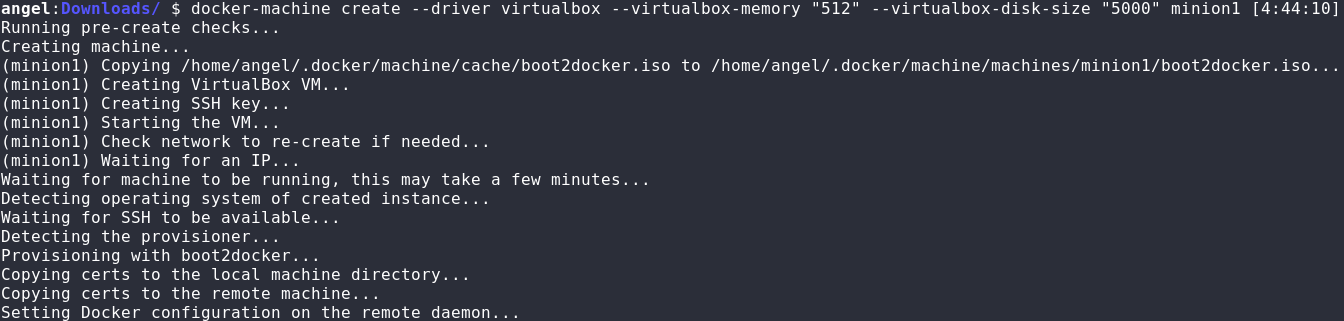 angel:Downloads/ $ docker-machine create --driver virtualbox --virtualbox-memory "512" --virtualbox-disk-size "5000" minion1 [4:44:10]
Running pre-create checks...
Creating machine...
(minion1) Copying /home/angel/.docker/machine/cache/boot2docker.iso to /home/angel/.docker/machine/machines/minion1/boot2docker.iso...
(minion1) Creating VirtualBox VM...
(minion1) Creating SSH key...
(minion1) Starting the VM...
(minion1) Check network to re-create if needed...
(minion1) Waiting for an IP...
Waiting for machine to be running, this may take a few minutes...
Detecting operating system of created instance...
Waiting for SSH to be available...
Detecting the provisioner...
Provisioning with boot2docker...
Copying certs to the local machine directory...
Copying certs to the remote machine...
Setting Docker configuration on the remote daemon...